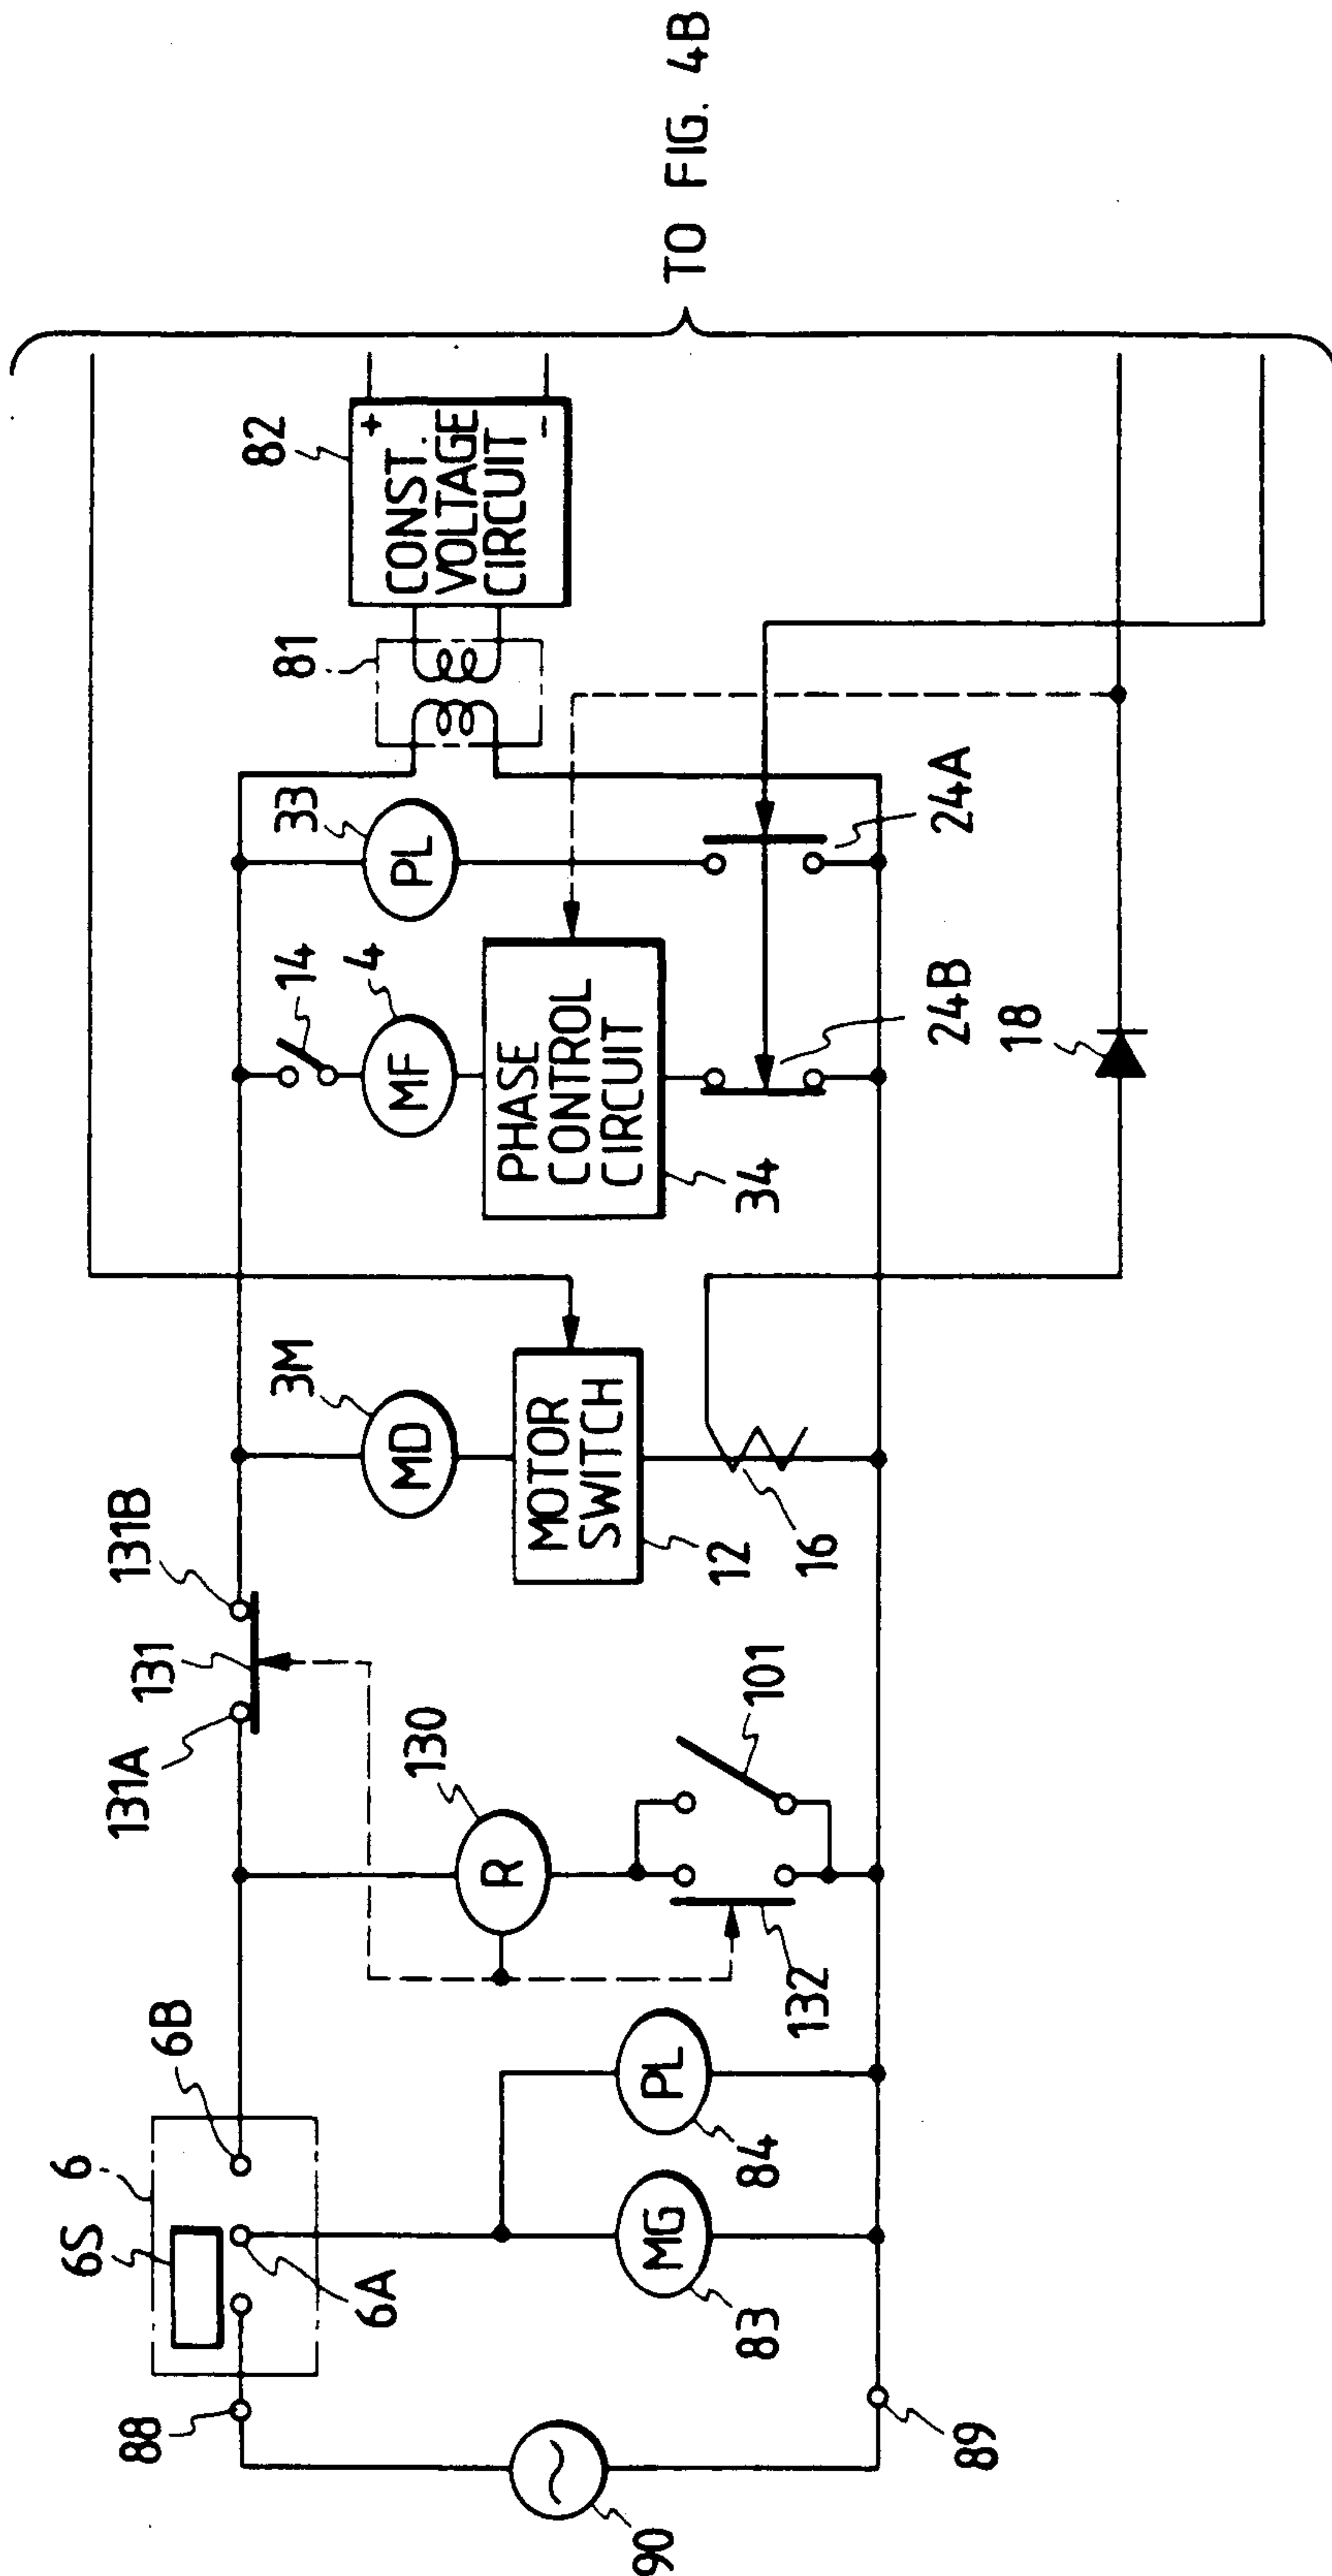 6S
6
6B
88
6A
90
MG
83
PL
84
89
131A
131
131B
R
130
132
101
MD
3M
MOTOR
SWITCH
12
16
14
MF
4
PL
33
PHASE
CONTROL
CIRCUIT
34
24B
24A
18
81
82
CONST.
VOLTAGE
CIRCUIT
+
-
TO FIG. 4B